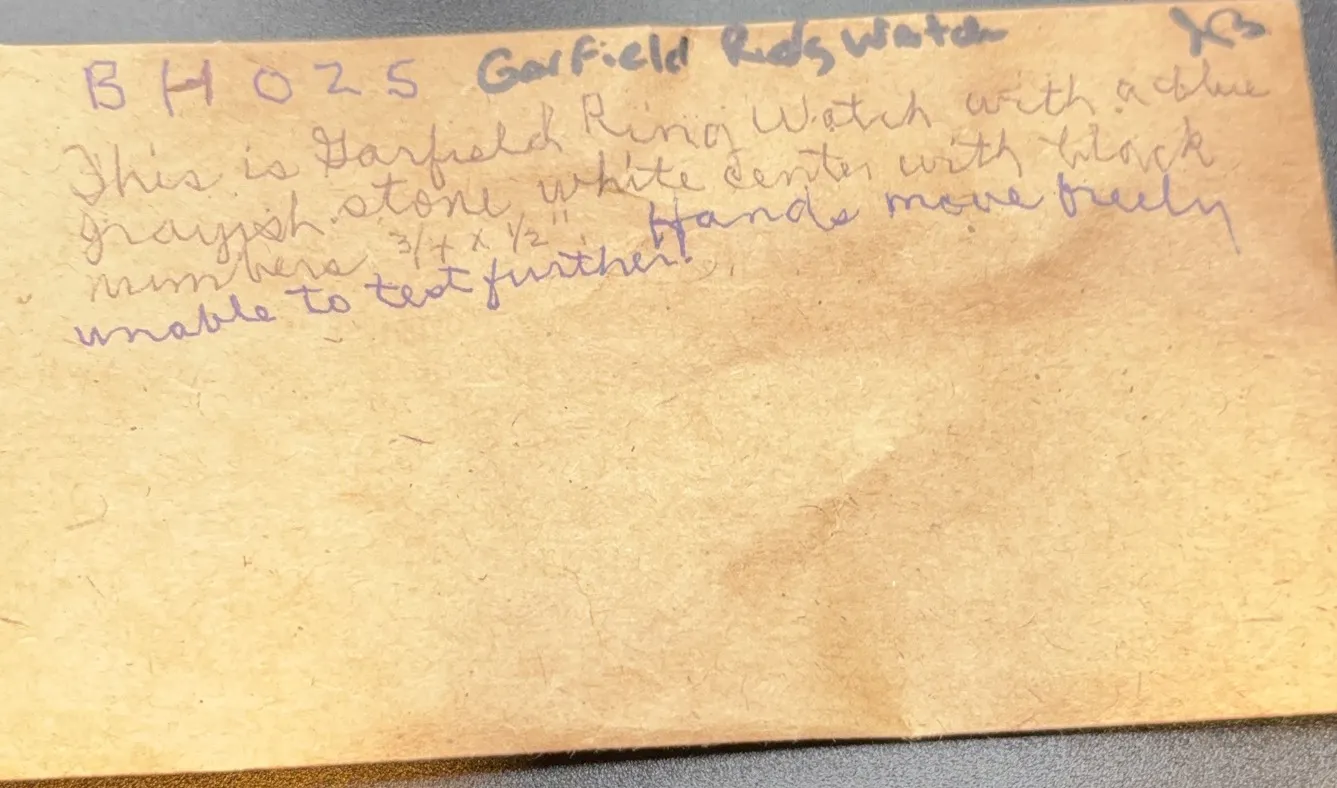 BH025 Garfield Ring Watch
This is Garfield Ring Watch with a blue
grayish stone white center with black
numbers 3/4 x 1/2". Hands move freely
unable to test further.